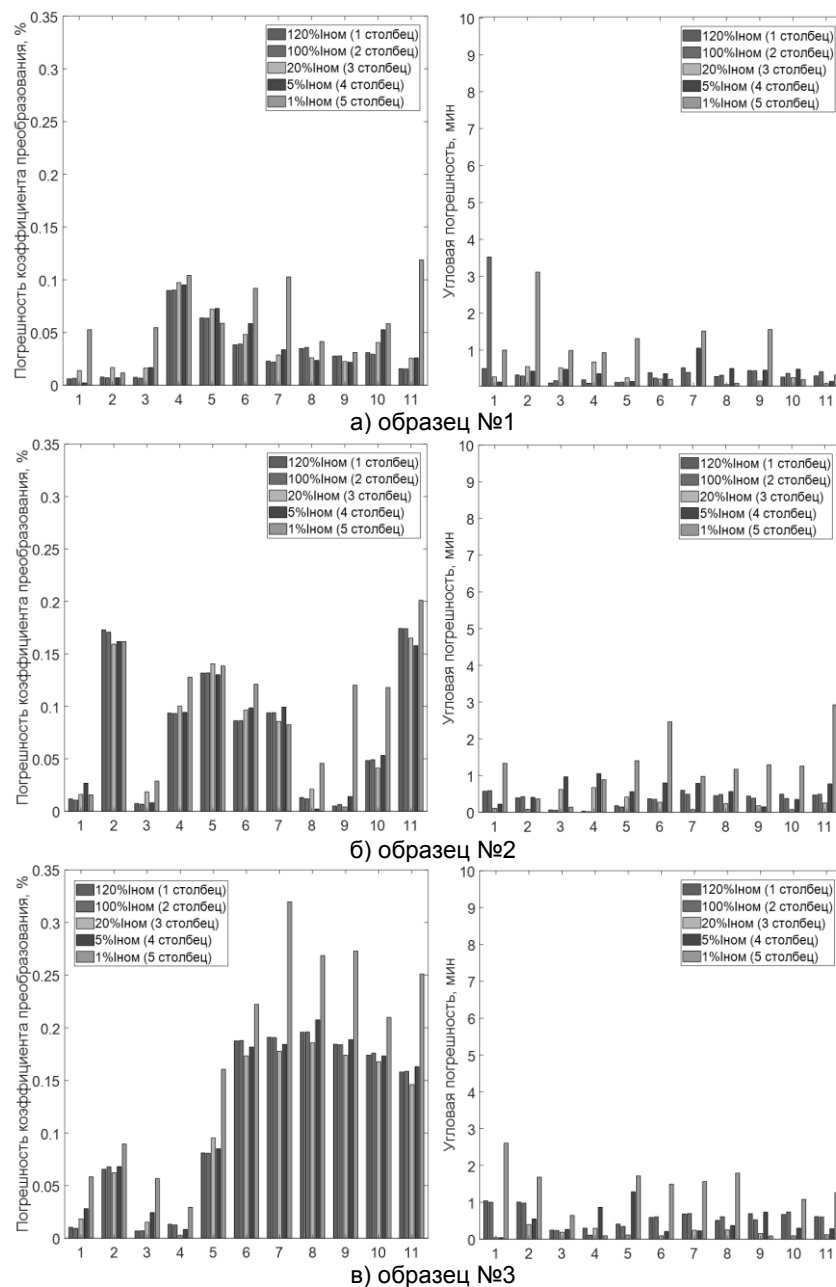 Погрешность коэффициента преобразования, %
0.35
0.3
0.25
0.2
0.15
0.1
0.05
0
120%Iном (1 столбец)
100%Iном (2 столбец)
20%Iном (3 столбец)
5%Iном (4 столбец)
1%Iном (5 столбец)
1 2 3 4 5 6 7 8 9 10 11
Угловая погрешность, мин
10
9
8
7
6
5
4
3
2
1
0
120%Iном (1 столбец)
100%Iном (2 столбец)
20%Iном (3 столбец)
5%Iном (4 столбец)
1%Iном (5 столбец)
1 2 3 4 5 6 7 8 9 10 11
а) образец №1
Погрешность коэффициента преобразования, %
0.35
0.3
0.25
0.2
0.15
0.1
0.05
0
120%Iном (1 столбец)
100%Iном (2 столбец)
20%Iном (3 столбец)
5%Iном (4 столбец)
1%Iном (5 столбец)
1 2 3 4 5 6 7 8 9 10 11
Угловая погрешность, мин
10
9
8
7
6
5
4
3
2
1
0
120%Iном (1 столбец)
100%Iном (2 столбец)
20%Iном (3 столбец)
5%Iном (4 столбец)
1%Iном (5 столбец)
1 2 3 4 5 6 7 8 9 10 11
б) образец №2
Погрешность коэффициента преобразования, %
0.35
0.3
0.25
0.2
0.15
0.1
0.05
0
120%Iном (1 столбец)
100%Iном (2 столбец)
20%Iном (3 столбец)
5%Iном (4 столбец)
1%Iном (5 столбец)
1 2 3 4 5 6 7 8 9 10 11
Угловая погрешность, мин
10
9
8
7
6
5
4
3
2
1
0
120%Iном (1 столбец)
100%Iном (2 столбец)
20%Iном (3 столбец)
5%Iном (4 столбец)
1%Iном (5 столбец)
1 2 3 4 5 6 7 8 9 10 11
в) образец №3